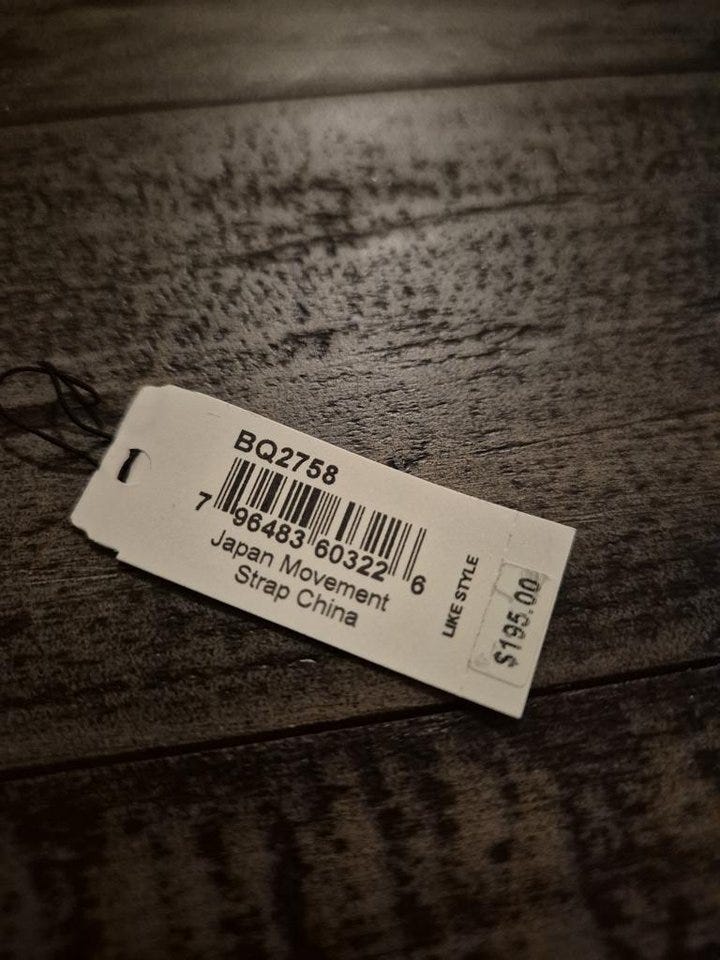 BQ2758
7 96483 60322 6
Japan Movement
Strap China
LIKE STYLE
$195.00